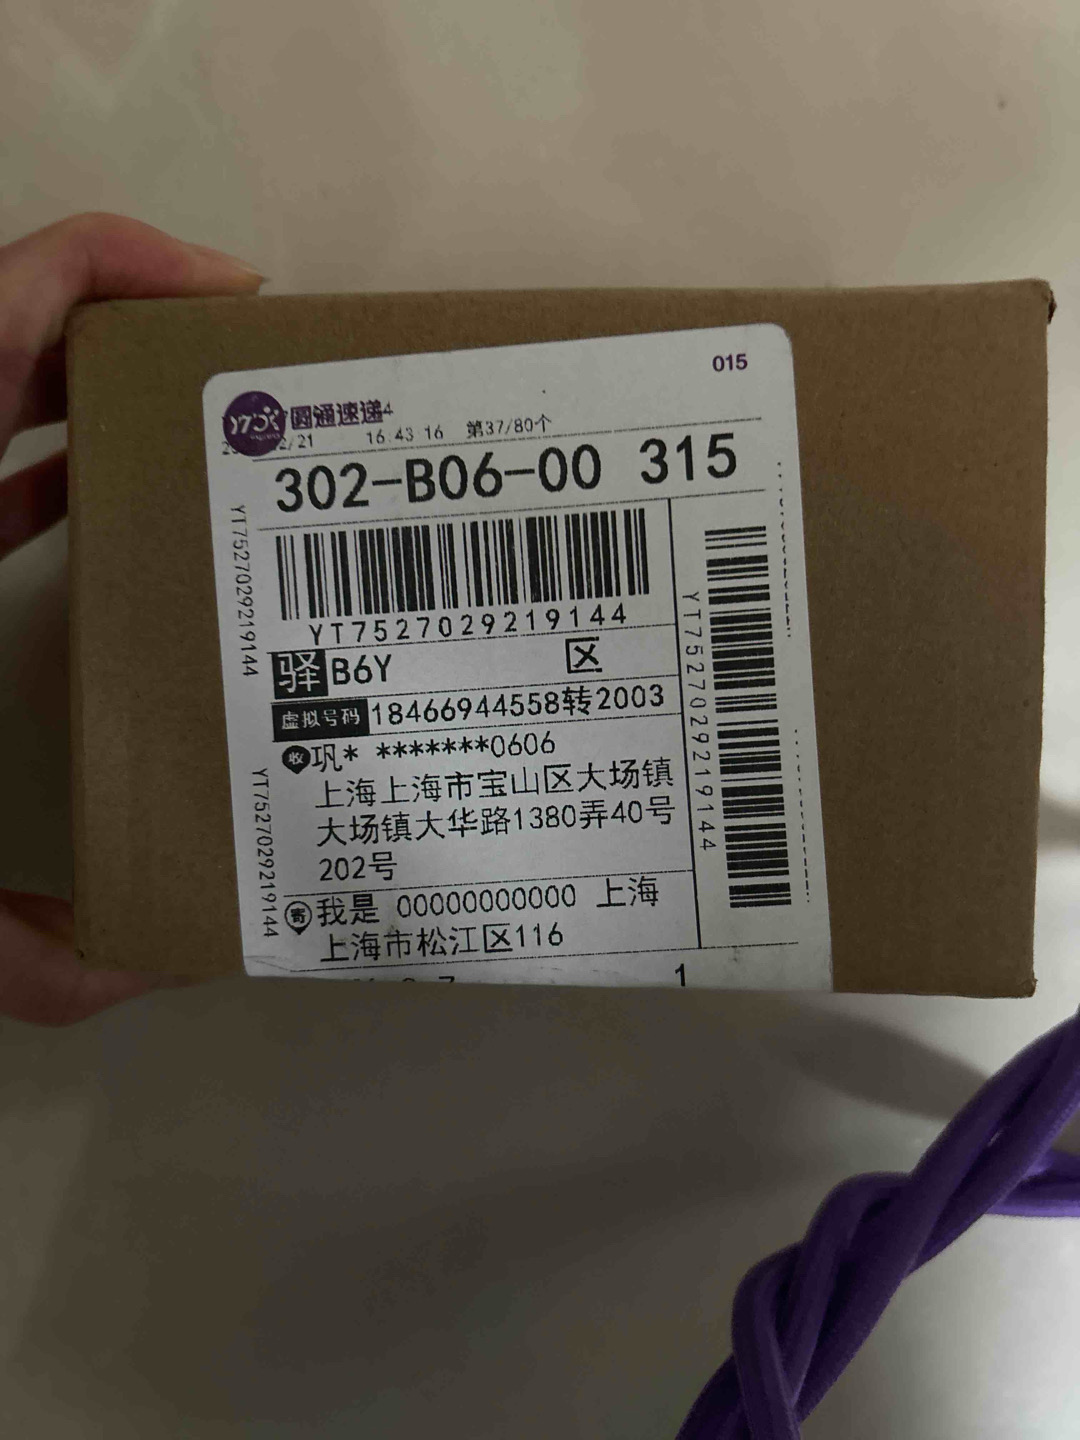 015
圆通速递
16:43 16 第37/80个
302-B06-00 315
YT7527029219144
驿 B6Y 区
虚拟号码 18466944558转2003
收 巩* *******0606
上海上海市宝山区大场镇
大场镇大华路1380弄40号
202号
寄 我是 00000000000 上海
上海市松江区116
1
YT7527029219144
YT7527029219144
YT7527029219144